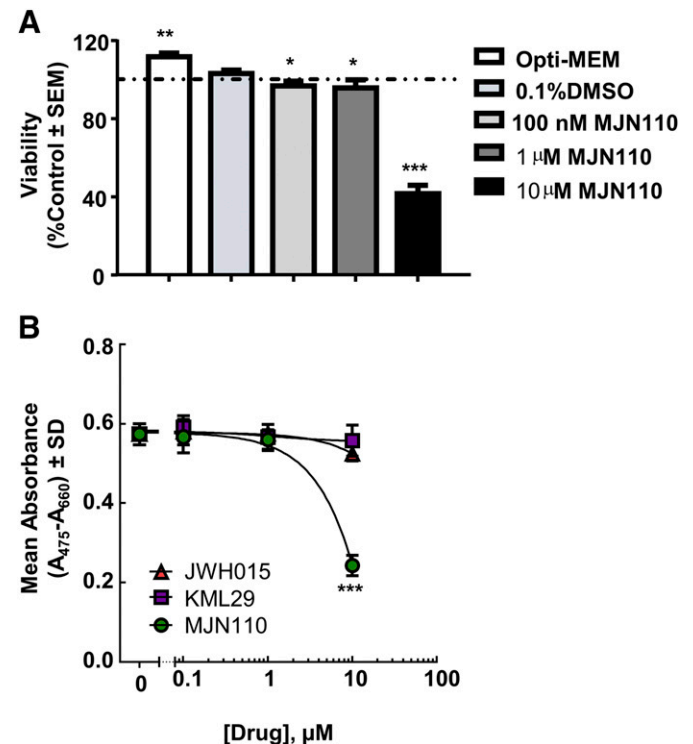 A
Viability
(%Control ± SEM)
120
80
40
0
**
*
*
***
Opti-MEM
0.1%DMSO
100 nM MJN110
1 μM MJN110
10 μM MJN110
B
Mean Absorbance
(A475-A660) ± SD
0.8
0.6
0.4
0.2
0.0
JWH015
KML29
MJN110
***
0
0.1
1
10
100
[Drug], μM